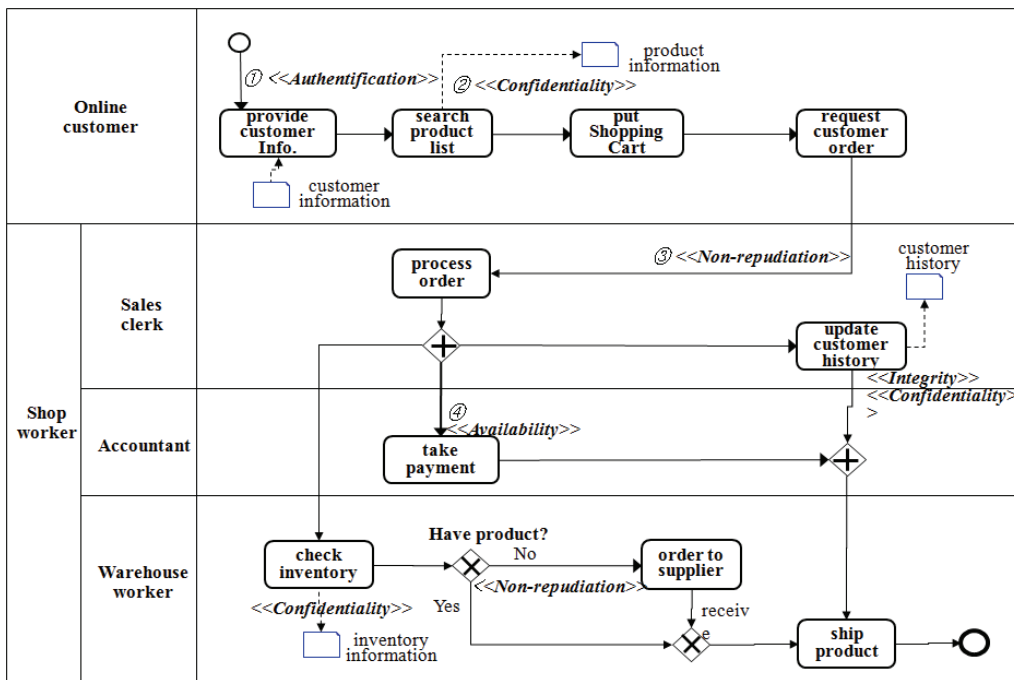 Online
customer
① <<Authentification>>
② <<Confidentiality>>
product
information
provide
customer
Info.
search
product
list
put
Shopping
Cart
request
customer
order
customer
information
Shop
worker
Sales
clerk
process
order
③ <<Non-repudiation>>
customer
history
update
customer
history
<<Integrity>>
<<Confidentiality>
>
Accountant
④
<<Availability>>
take
payment
Warehouse
worker
check
inventory
<<Confidentiality>>
inventory
information
Have product?
No
<<Non-repudiation>>
Yes
order to
supplier
receiv
e
ship
product